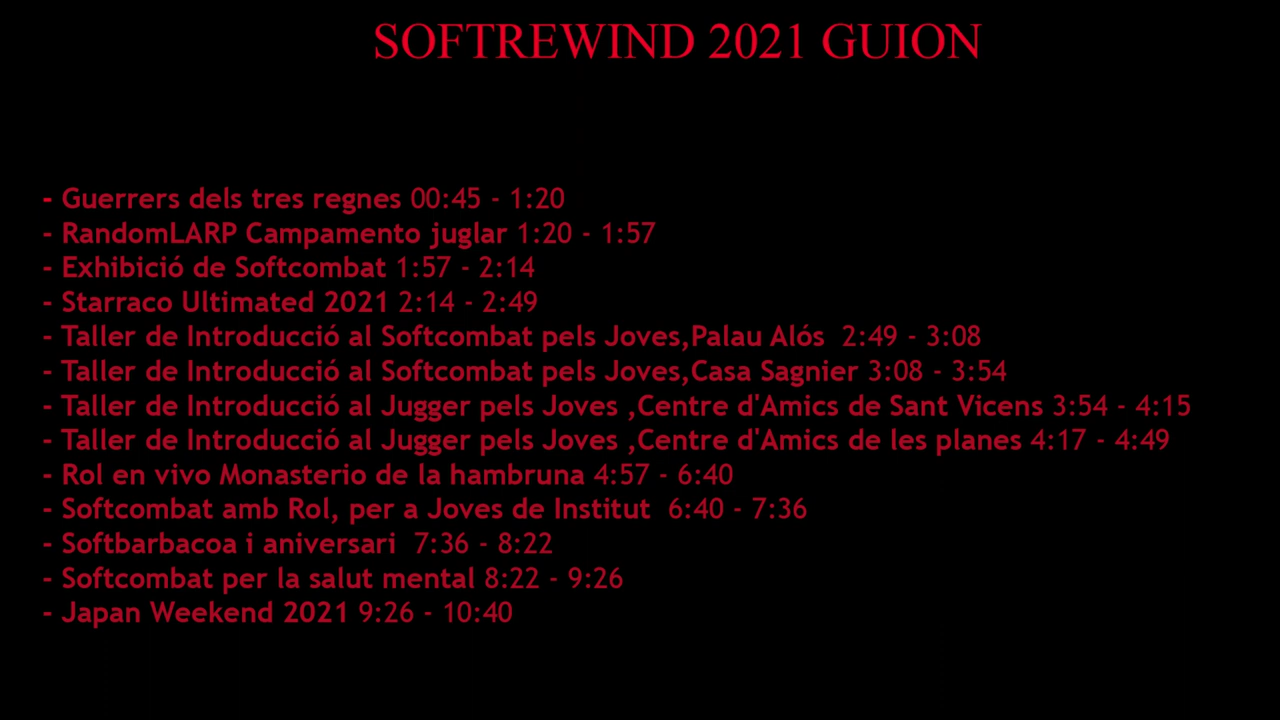 SOFTREWIND 2021 GUION
- Guerrers dels tres regnes 00:45 - 1:20
- RandomLARP Campamento juglar 1:20 - 1:57
- Exhibició de Softcombat 1:57 - 2:14
- Starraco Ultimated 2021 2:14 - 2:49
- Taller de Introducció al Softcombat pels Joves,Palau Alós  2:49 - 3:08
- Taller de Introducció al Softcombat pels Joves,Casa Sagnier 3:08 - 3:54
- Taller de Introducció al Jugger pels Joves ,Centre d'Amics de Sant Vicens 3:54 - 4:15
- Taller de Introducció al Jugger pels Joves ,Centre d'Amics de les planes 4:17 - 4:49
- Rol en vivo Monasterio de la hambruna 4:57 - 6:40
- Softcombat amb Rol, per a Joves de Institut  6:40 - 7:36
- Softbarbacoa i aniversari  7:36 - 8:22
- Softcombat per la salut mental 8:22 - 9:26
- Japan Weekend 2021 9:26 - 10:40